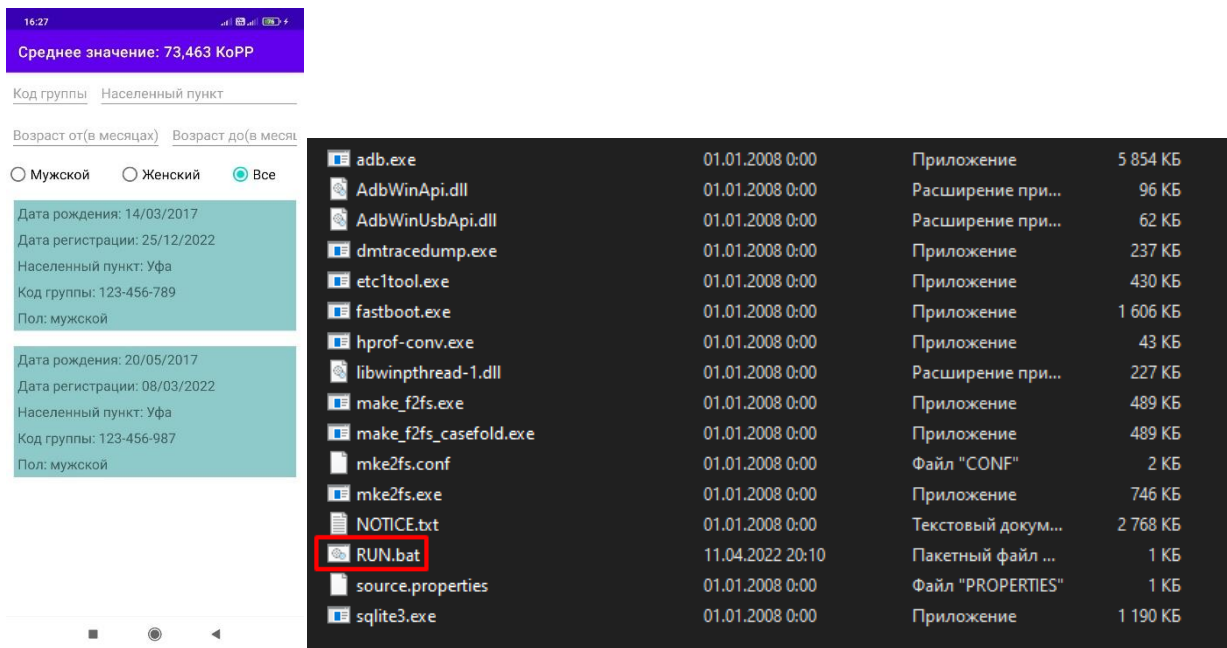 16:27
Среднее значение: 73,463 КоРР
Код группы Населенный пункт
Возраст от(в месяцах) Возраст до(в месяц
Мужской Женский Все
Дата рождения: 14/03/2017
Дата регистрации: 25/12/2022
Населенный пункт: Уфа
Код группы: 123-456-789
Пол: мужской
Дата рождения: 20/05/2017
Дата регистрации: 08/03/2022
Населенный пункт: Уфа
Код группы: 123-456-987
Пол: мужской
adb.exe 01.01.2008 0:00 Приложение 5 854 КБ
AdbWinApi.dll 01.01.2008 0:00 Расширение при... 96 КБ
AdbWinUsbApi.dll 01.01.2008 0:00 Расширение при... 62 КБ
dmtracedump.exe 01.01.2008 0:00 Приложение 237 КБ
etc1tool.exe 01.01.2008 0:00 Приложение 430 КБ
fastboot.exe 01.01.2008 0:00 Приложение 1 606 КБ
hprof-conv.exe 01.01.2008 0:00 Приложение 43 КБ
libwinpthread-1.dll 01.01.2008 0:00 Расширение при... 227 КБ
make_f2fs.exe 01.01.2008 0:00 Приложение 489 КБ
make_f2fs_casefold.exe 01.01.2008 0:00 Приложение 489 КБ
mke2fs.conf 01.01.2008 0:00 Файл "CONF" 2 КБ
mke2fs.exe 01.01.2008 0:00 Приложение 746 КБ
NOTICE.txt 01.01.2008 0:00 Текстовый докум... 2 768 КБ
RUN.bat 11.04.2022 20:10 Пакетный файл ... 1 КБ
source.properties 01.01.2008 0:00 Файл "PROPERTIES" 1 КБ
sqlite3.exe 01.01.2008 0:00 Приложение 1 190 КБ